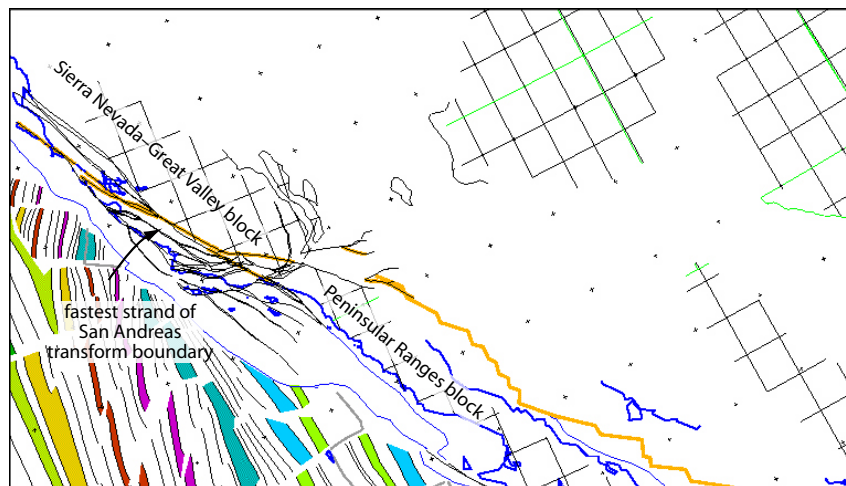 Sierra Nevada–Great Valley block
fastest strand of
San Andreas
transform boundary
Peninsular Ranges block